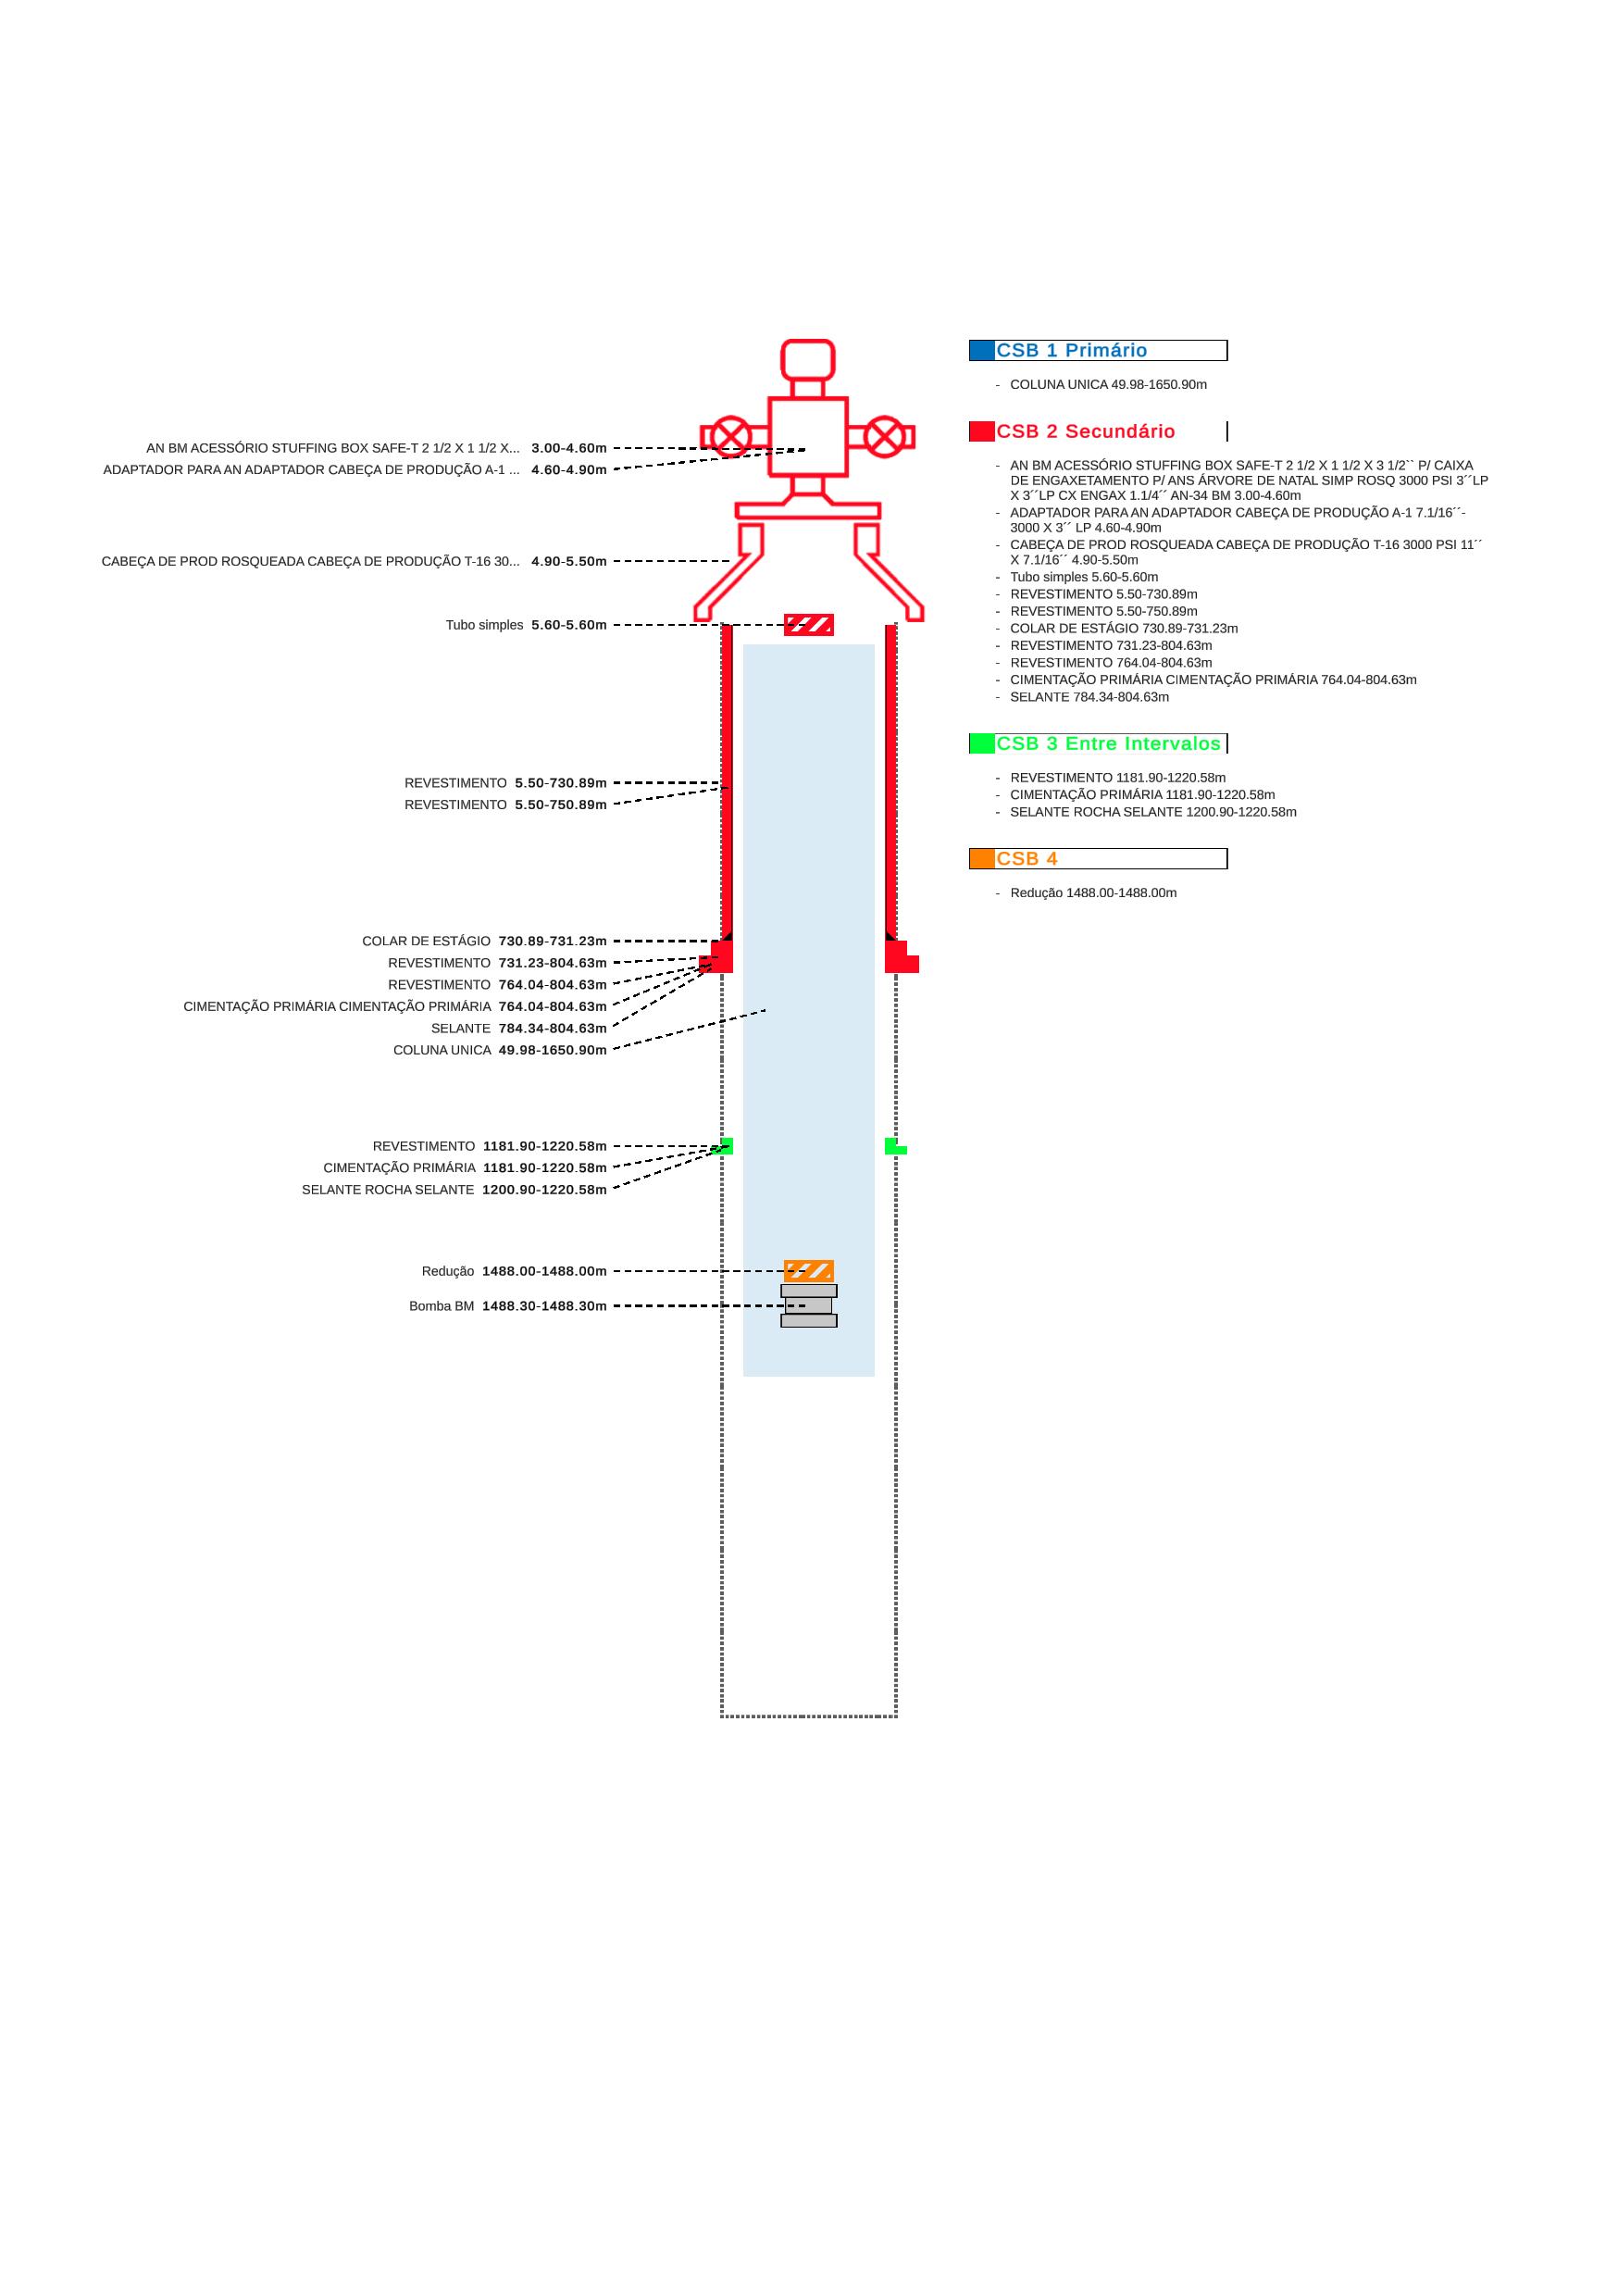 AN BM ACESSÓRIO STUFFING BOX SAFE-T 2 1/2 X 1 1/2 X... 3.00-4.60m
ADAPTADOR PARA AN ADAPTADOR CABEÇA DE PRODUÇÃO A-1 ... 4.60-4.90m
CABEÇA DE PROD ROSQUEADA CABEÇA DE PRODUÇÃO T-16 30... 4.90-5.50m
Tubo simples 5.60-5.60m
REVESTIMENTO 5.50-730.89m
REVESTIMENTO 5.50-750.89m
COLAR DE ESTÁGIO 730.89-731.23m
REVESTIMENTO 731.23-804.63m
REVESTIMENTO 764.04-804.63m
CIMENTAÇÃO PRIMÁRIA CIMENTAÇÃO PRIMÁRIA 764.04-804.63m
SELANTE 784.34-804.63m
COLUNA UNICA 49.98-1650.90m
REVESTIMENTO 1181.90-1220.58m
CIMENTAÇÃO PRIMÁRIA 1181.90-1220.58m
SELANTE ROCHA SELANTE 1200.90-1220.58m
Redução 1488.00-1488.00m
Bomba BM 1488.30-1488.30m
CSB 1 Primário
- COLUNA UNICA 49.98-1650.90m
CSB 2 Secundário
- AN BM ACESSÓRIO STUFFING BOX SAFE-T 2 1/2 X 1 1/2 X 3 1/2`` P/ CAIXA
DE ENGAXETAMENTO P/ ANS ÁRVORE DE NATAL SIMP ROSQ 3000 PSI 3´´LP
X 3´´LP CX ENGAX 1.1/4´´ AN-34 BM 3.00-4.60m
- ADAPTADOR PARA AN ADAPTADOR CABEÇA DE PRODUÇÃO A-1 7.1/16´´-
3000 X 3´´ LP 4.60-4.90m
- CABEÇA DE PROD ROSQUEADA CABEÇA DE PRODUÇÃO T-16 3000 PSI 11´´
X 7.1/16´´ 4.90-5.50m
- Tubo simples 5.60-5.60m
- REVESTIMENTO 5.50-730.89m
- REVESTIMENTO 5.50-750.89m
- COLAR DE ESTÁGIO 730.89-731.23m
- REVESTIMENTO 731.23-804.63m
- REVESTIMENTO 764.04-804.63m
- CIMENTAÇÃO PRIMÁRIA CIMENTAÇÃO PRIMÁRIA 764.04-804.63m
- SELANTE 784.34-804.63m
CSB 3 Entre Intervalos
- REVESTIMENTO 1181.90-1220.58m
- CIMENTAÇÃO PRIMÁRIA 1181.90-1220.58m
- SELANTE ROCHA SELANTE 1200.90-1220.58m
CSB 4
- Redução 1488.00-1488.00m